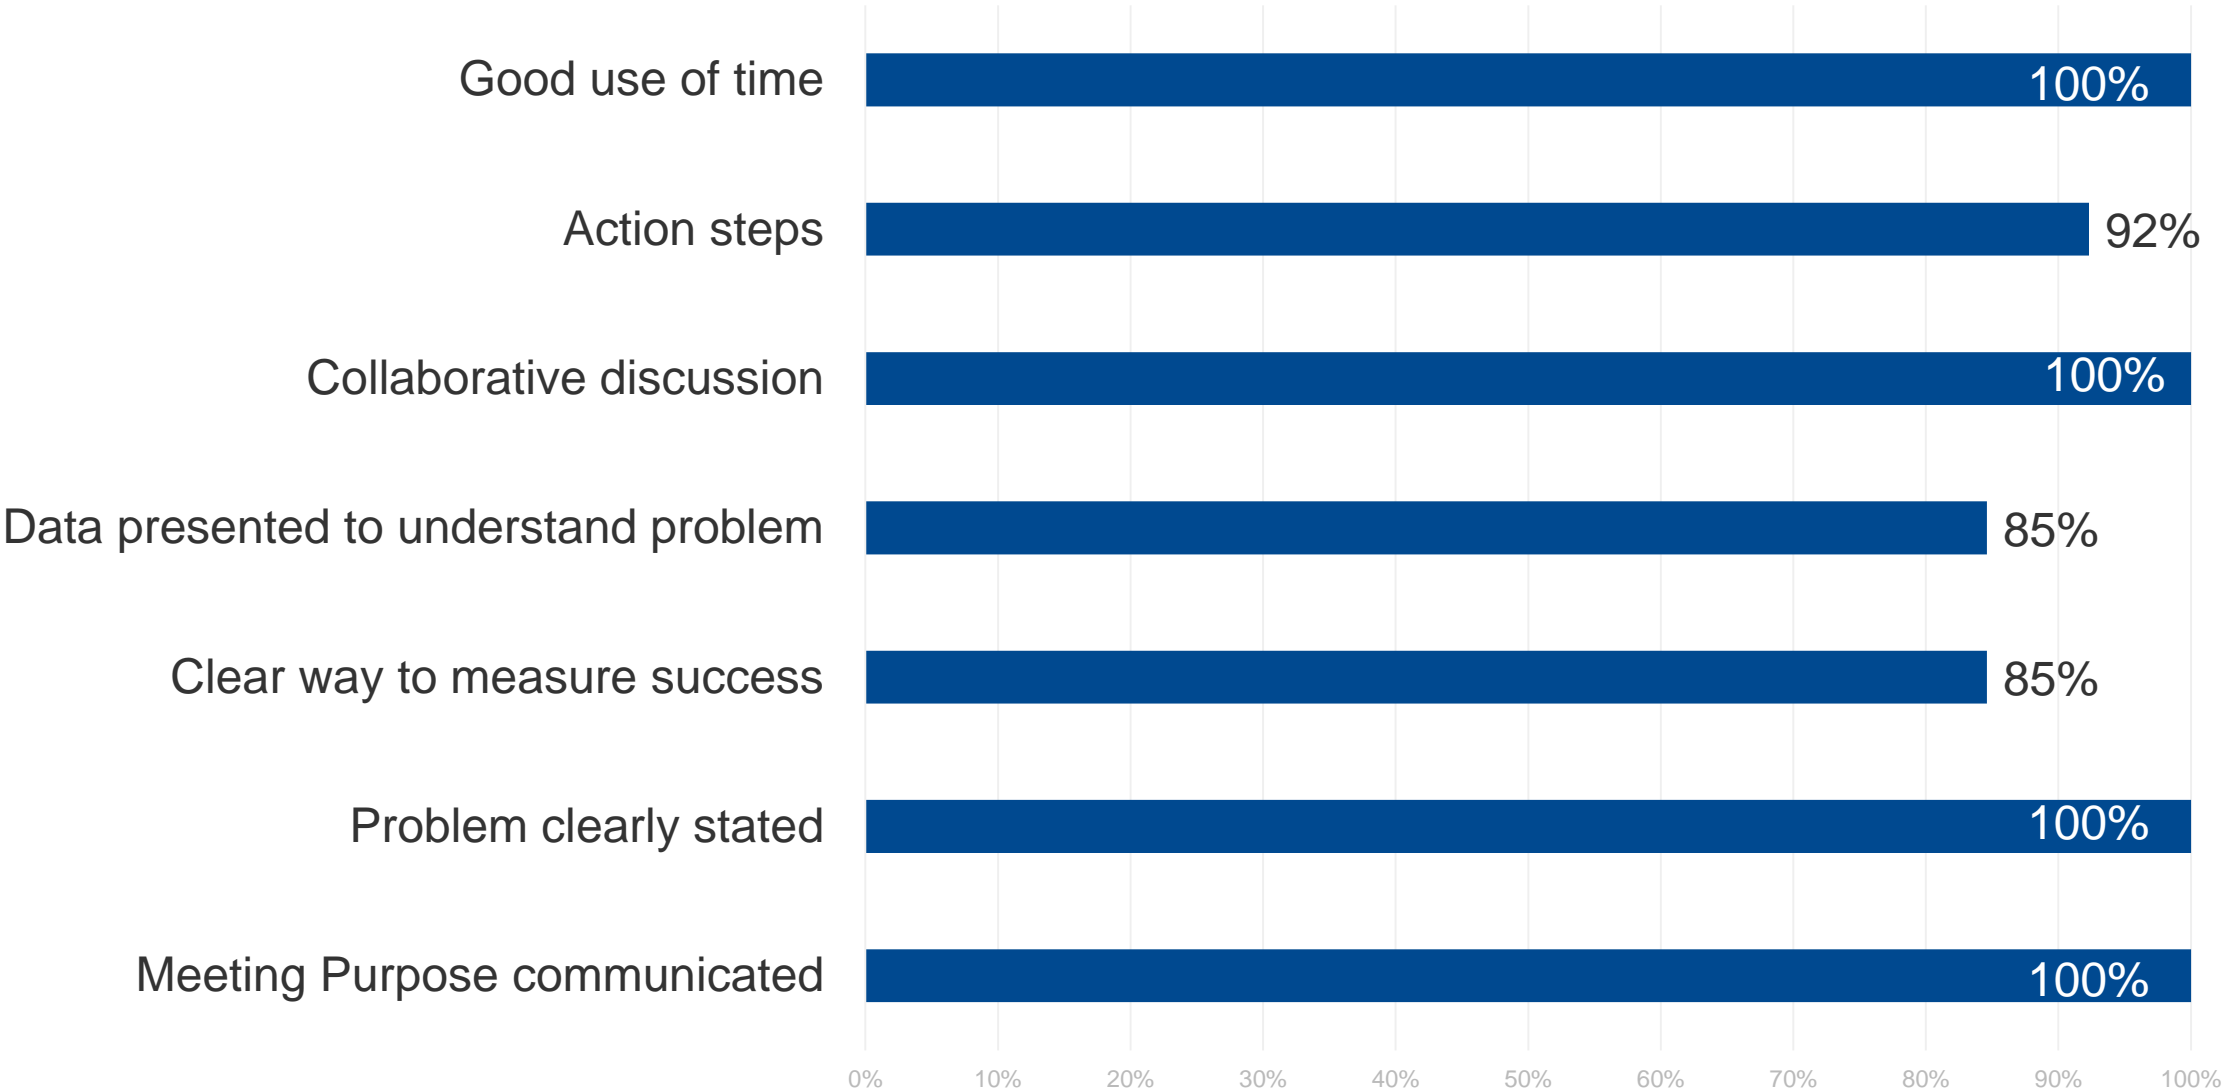 Good use of time 100%
Action steps 92%
Collaborative discussion 100%
Data presented to understand problem 85%
Clear way to measure success 85%
Problem clearly stated 100%
Meeting Purpose communicated 100%
0% 10% 20% 30% 40% 50% 60% 70% 80% 90% 100%